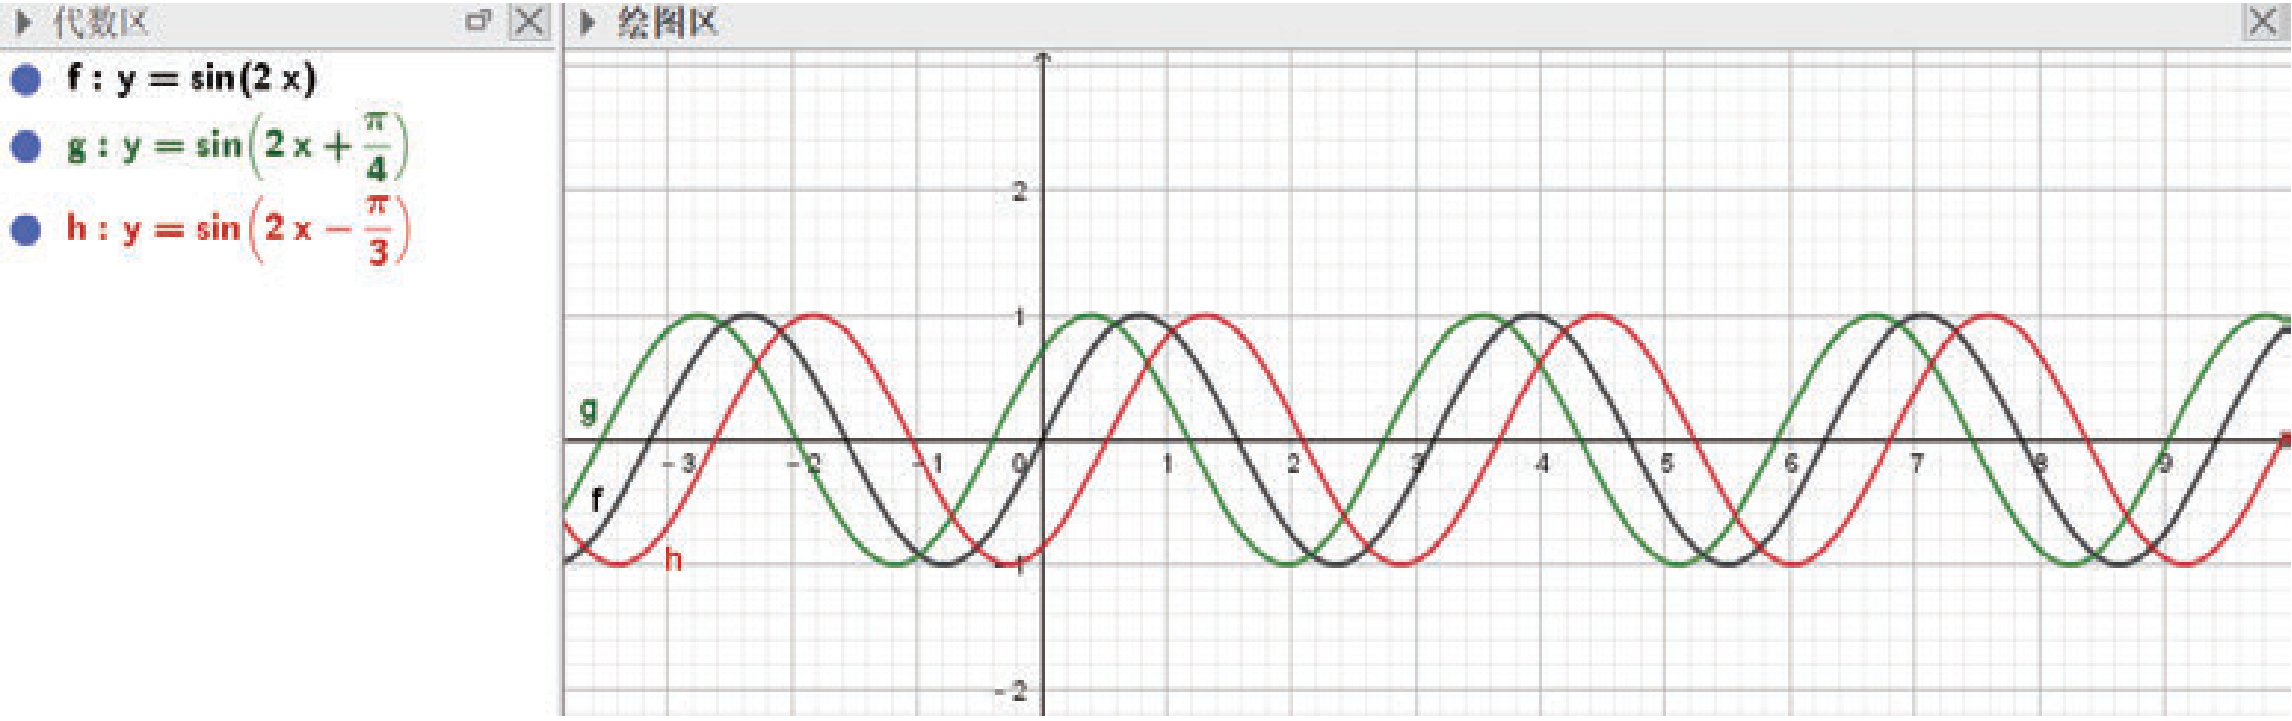 代数区
f : y = sin(2 x)
g : y = sin(2 x + π/4)
h : y = sin(2 x − π/3)
绘图区
2
1
g
-3 -2 -1 0 1 2 3 4 5 6 7 8 9
f
h
-1
-2